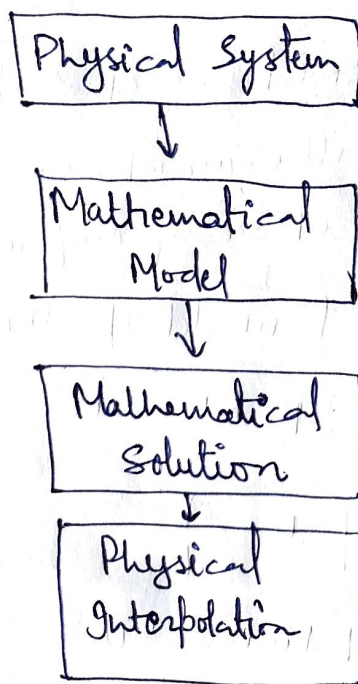 Physical System
Mathematical
Model
Mathematical
Solution
Physical
Interpolation